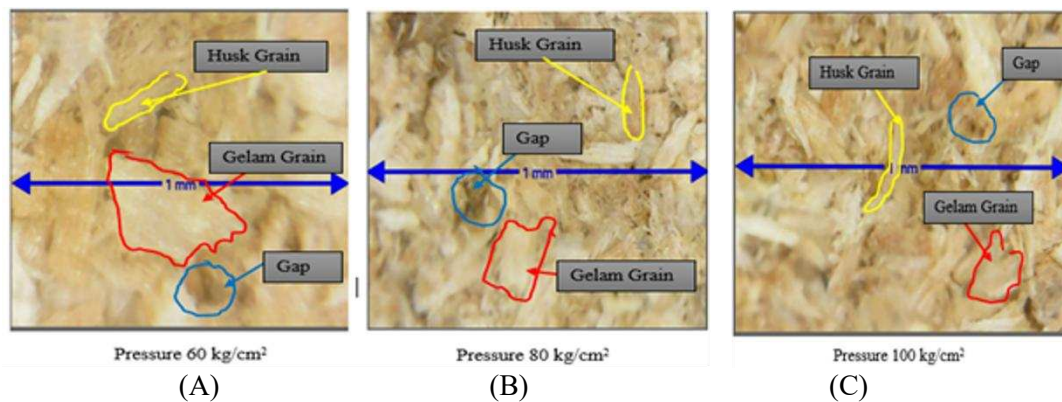 Husk Grain
Gelam Grain
1 mm
Gap
Pressure 60 kg/cm²
(A)
Husk Grain
Gap
1 mm
Gelam Grain
Pressure 80 kg/cm²
(B)
Gap
Husk Grain
1 mm
Gelam Grain
Pressure 100 kg/cm²
(C)